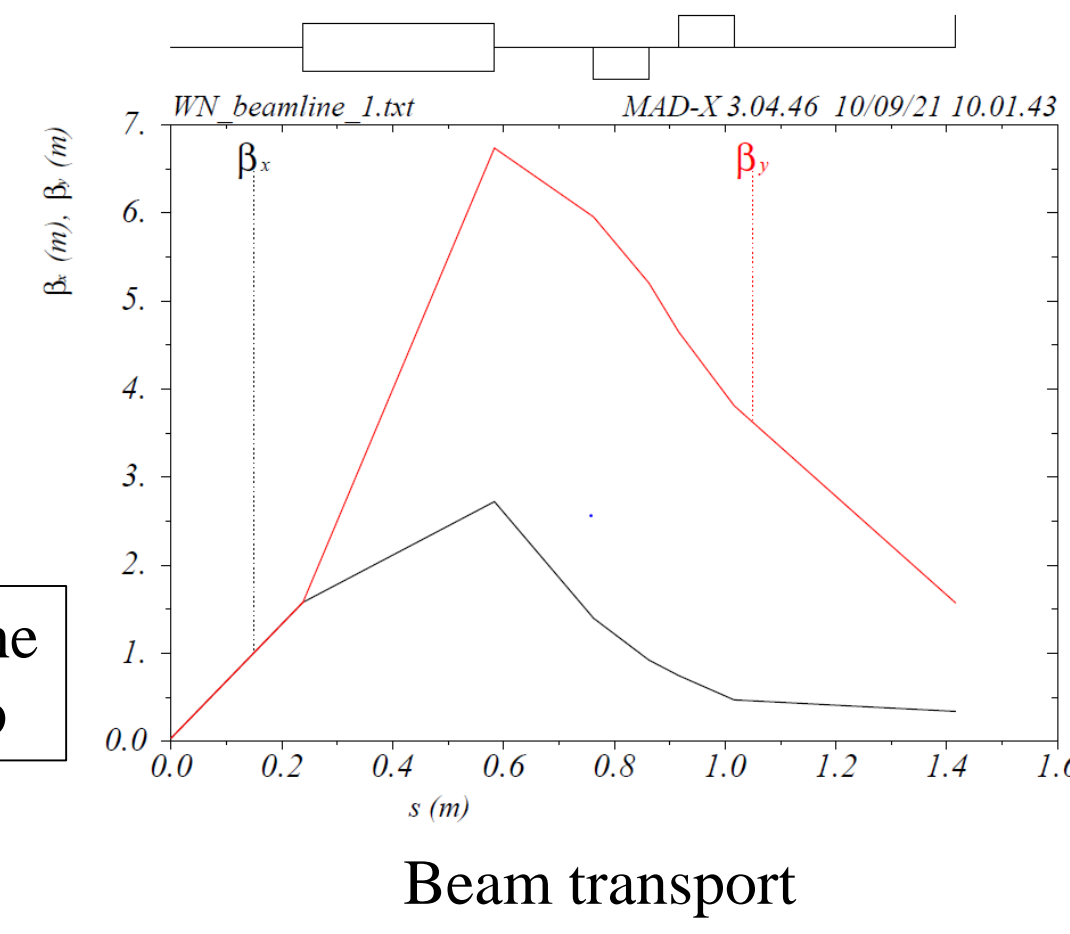 WN_beamline_1.txt MAD-X 3.04.46 10/09/21 10.01.43
βx (m), βy (m)
7.
6.
5.
4.
3.
2.
1.
0.0
βx
βy
0.0 0.2 0.4 0.6 0.8 1.0 1.2 1.4
s (m)
Beam transport